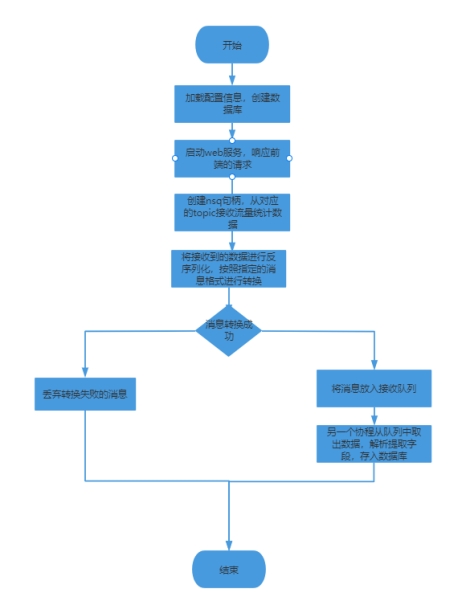 开始
加载配置信息，创建数
据库
启动web服务，响应前
端的请求
创建nsq句柄，从对应
的topic接收流量统计数
据
将接收到的数据进行反
序列化，按照指定的消
息格式进行转换
消息转换成
功
丢弃转换失败的消息
将消息放入接收队列
另一个协程从队列中取
出数据，解析提取字
段，存入数据库
结束